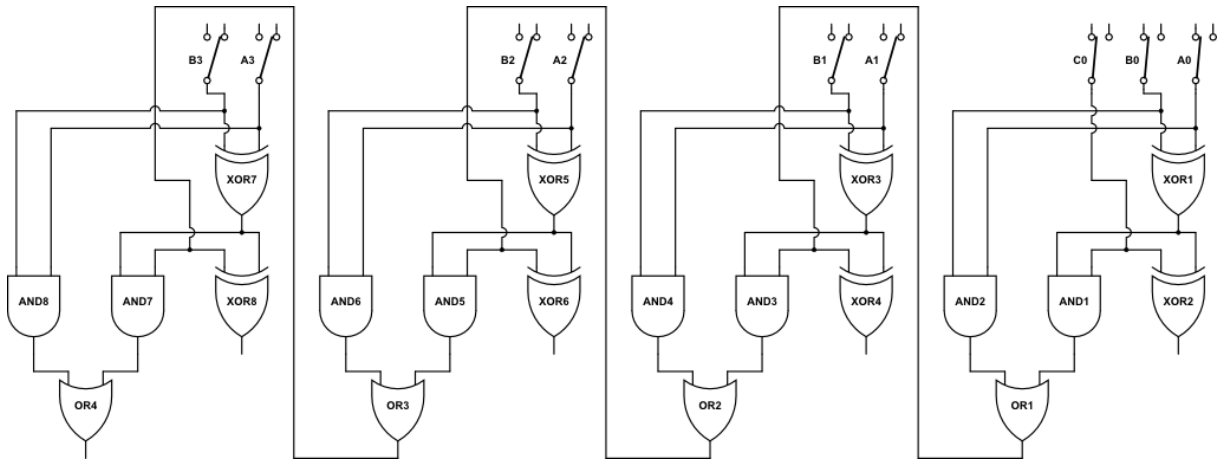 B3 A3 B2 A2 B1 A1 C0 B0 A0
XOR7 XOR5 XOR3 XOR1
AND8 AND7 XOR8 AND6 AND5 XOR6 AND4 AND3 XOR4 AND2 AND1 XOR2
OR4 OR3 OR2 OR1